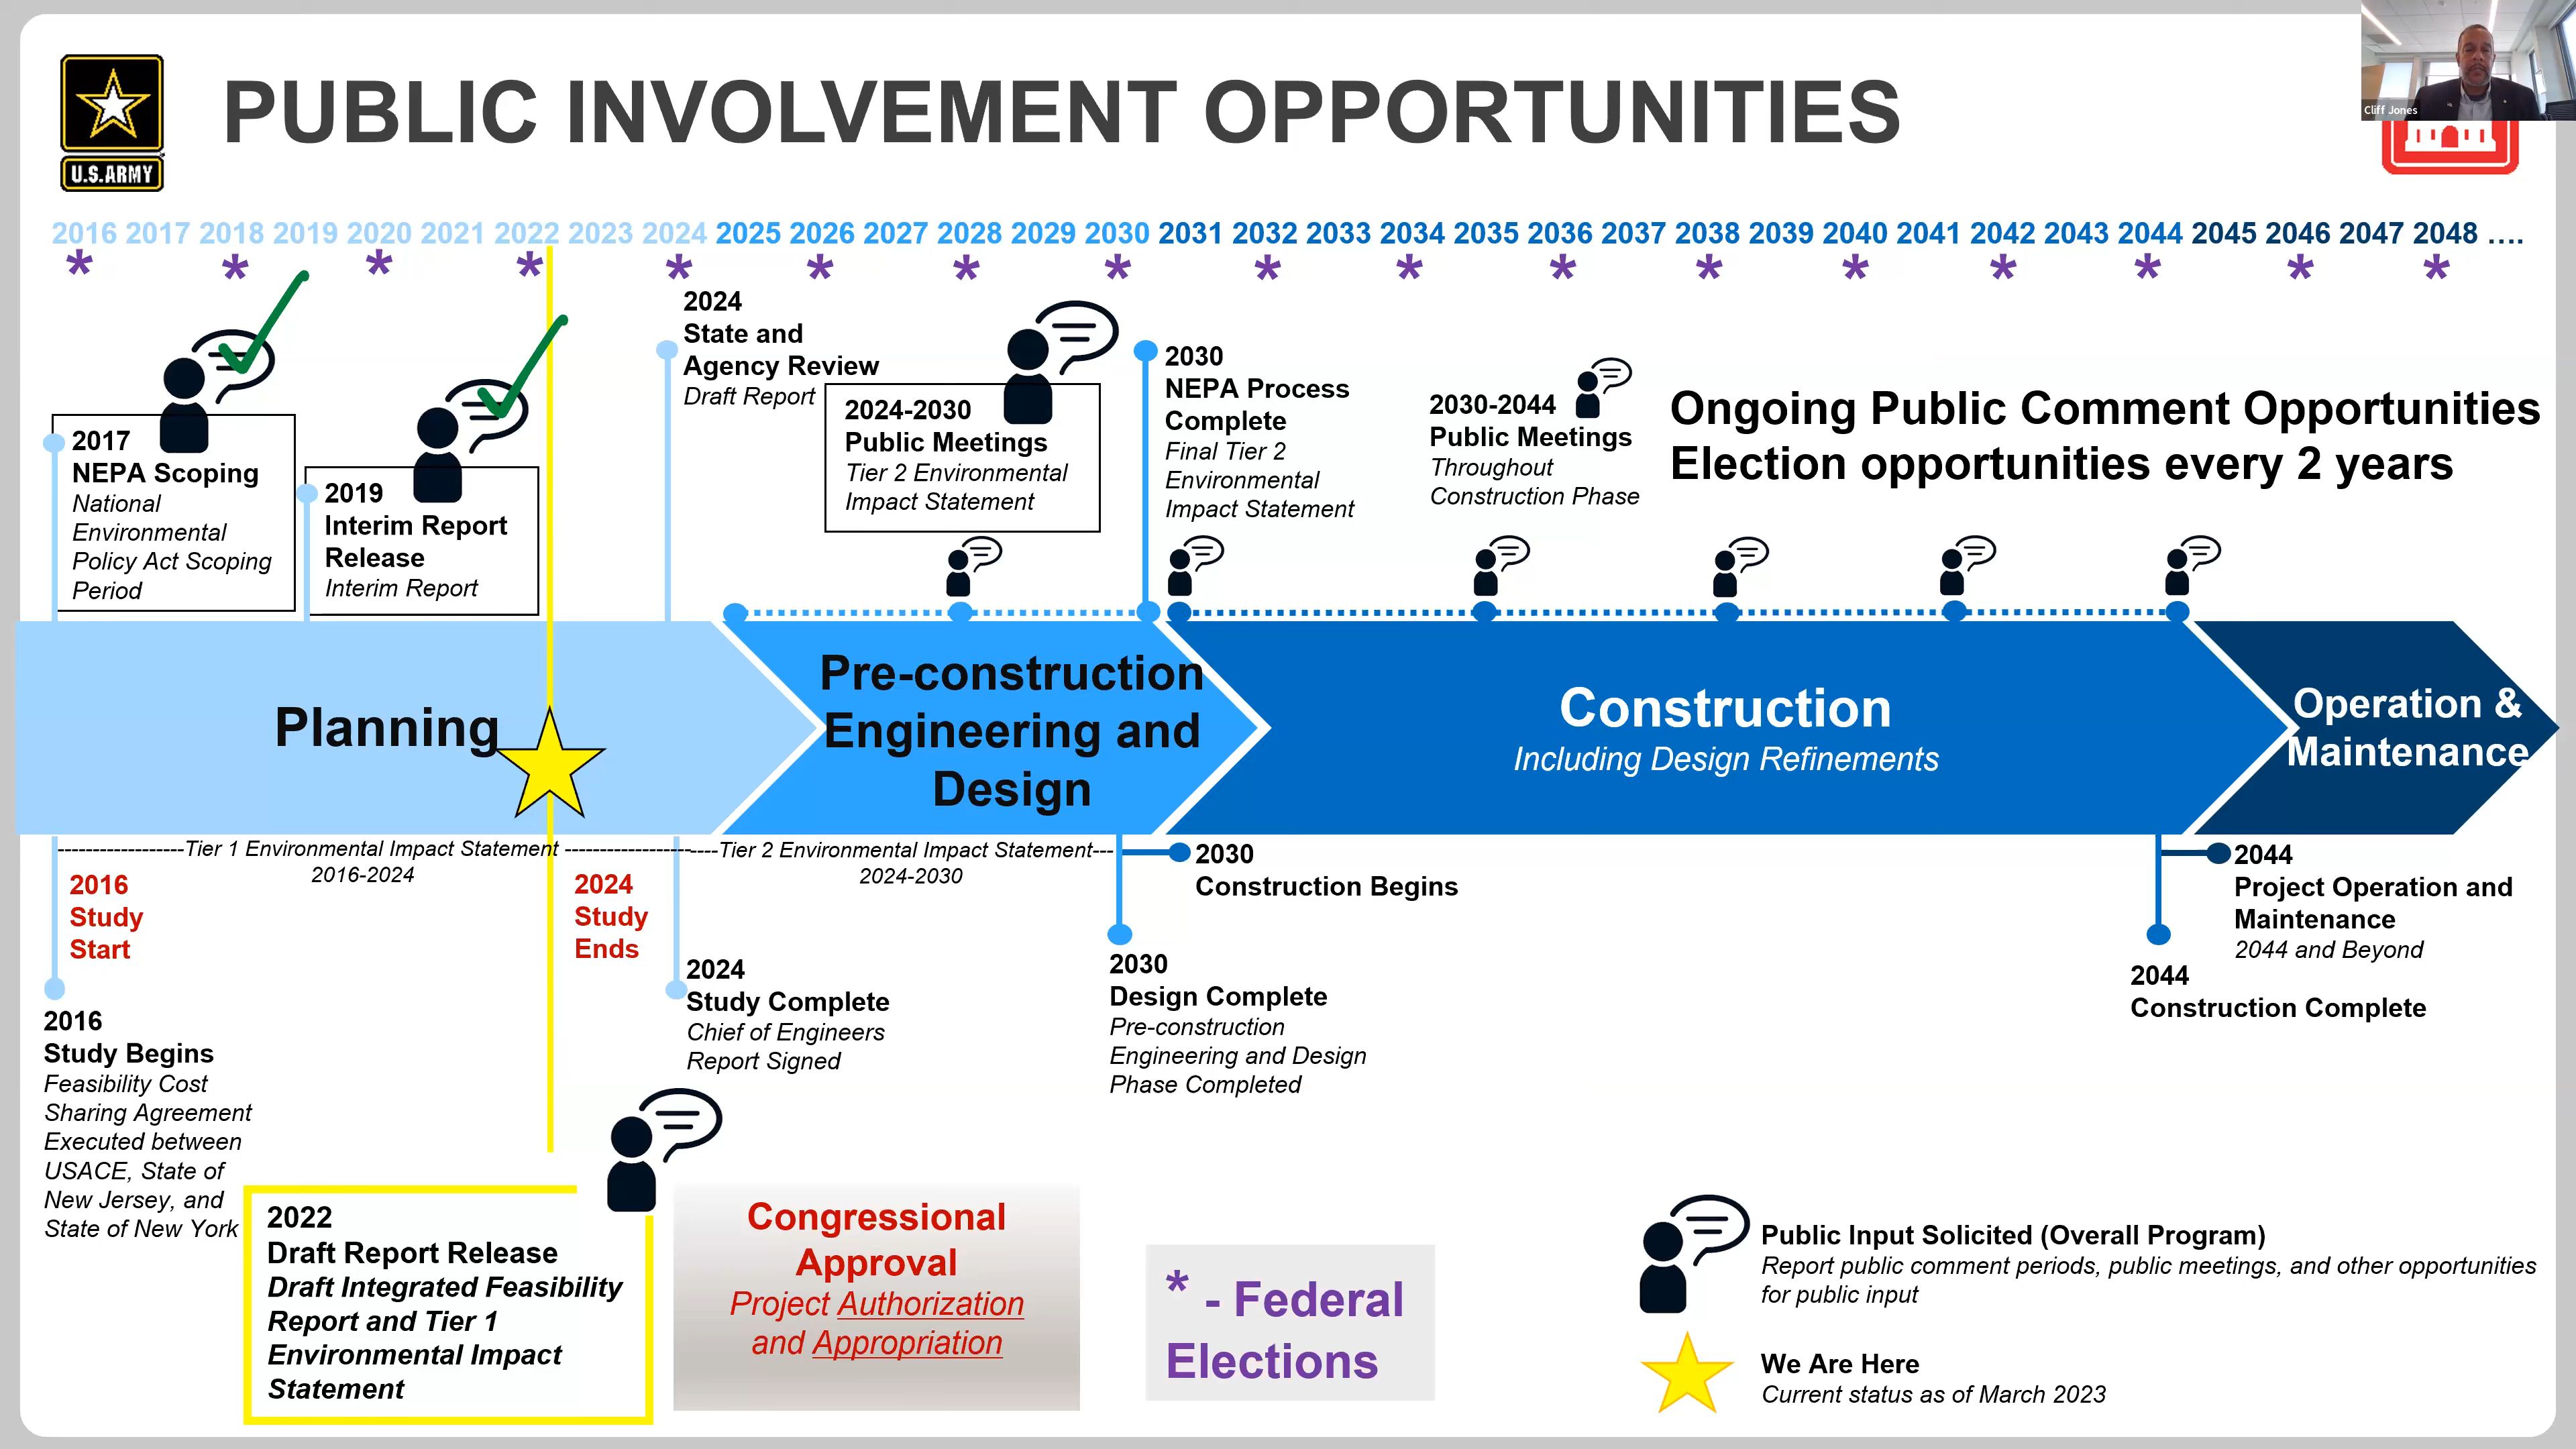 PUBLIC INVOLVEMENT OPPORTUNITIES
U.S.ARMY
Cliff Jones
2016 2017 2018 2019 2020 2021 2022 2023 2024 2025 2026 2027 2028 2029 2030 2031 2032 2033 2034 2035 2036 2037 2038 2039 2040 2041 2042 2043 2044 2045 2046 2047 2048 ....
* * * * * * * * * * * * * * * * *
2017
NEPA Scoping
National
Environmental
Policy Act Scoping
Period
2019
Interim Report
Release
Interim Report
2024
State and
Agency Review
Draft Report
2024-2030
Public Meetings
Tier 2 Environmental
Impact Statement
2030
NEPA Process
Complete
Final Tier 2
Environmental
Impact Statement
2030-2044
Public Meetings
Throughout
Construction Phase
Ongoing Public Comment Opportunities
Election opportunities every 2 years
Planning
Pre-construction
Engineering and
Design
Construction
Including Design Refinements
Operation &
Maintenance
------------------Tier 1 Environmental Impact Statement ------------------
2016-2024
----Tier 2 Environmental Impact Statement---
2024-2030
2016
Study
Start
2024
Study
Ends
2016
Study Begins
Feasibility Cost
Sharing Agreement
Executed between
USACE, State of
New Jersey, and
State of New York
2024
Study Complete
Chief of Engineers
Report Signed
2030
Construction Begins
2030
Design Complete
Pre-construction
Engineering and Design
Phase Completed
2044
Project Operation and
Maintenance
2044 and Beyond
2044
Construction Complete
2022
Draft Report Release
Draft Integrated Feasibility
Report and Tier 1
Environmental Impact
Statement
Congressional
Approval
Project Authorization
and Appropriation
* - Federal
Elections
Public Input Solicited (Overall Program)
Report public comment periods, public meetings, and other opportunities
for public input
We Are Here
Current status as of March 2023